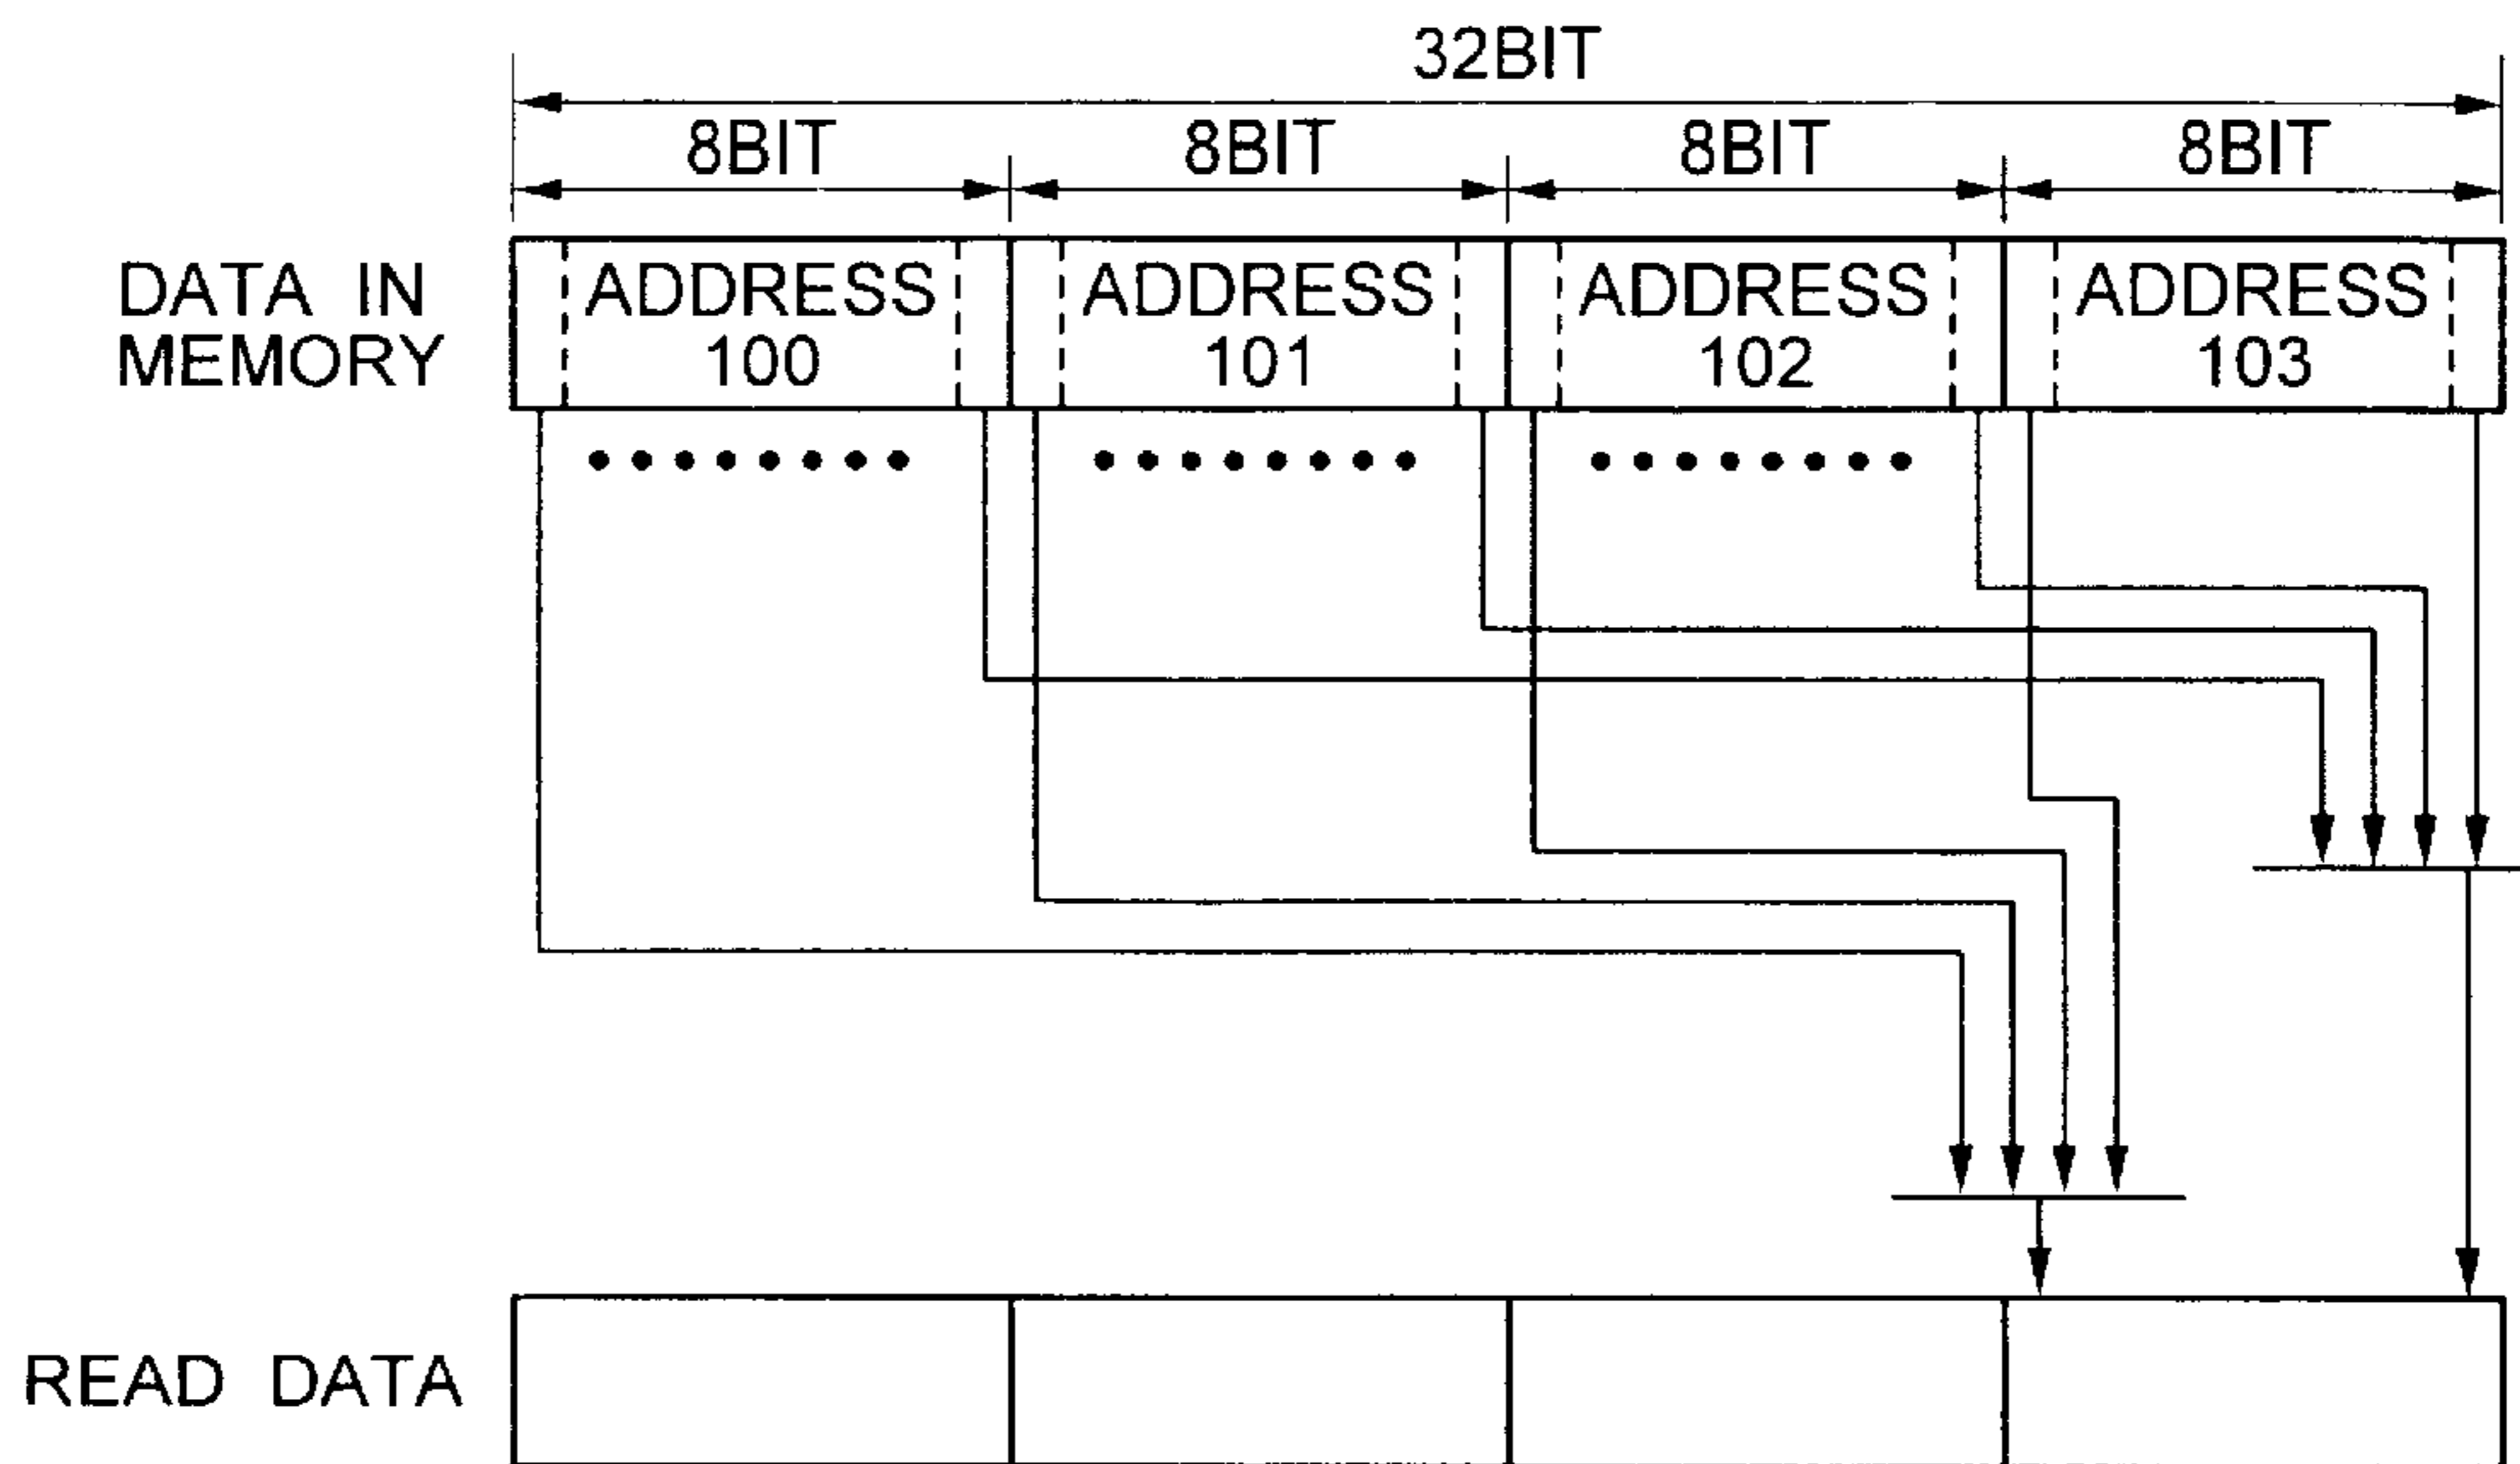 32BIT
8BIT 8BIT 8BIT 8BIT
DATA IN
MEMORY
ADDRESS
100
ADDRESS
101
ADDRESS
102
ADDRESS
103
READ DATA